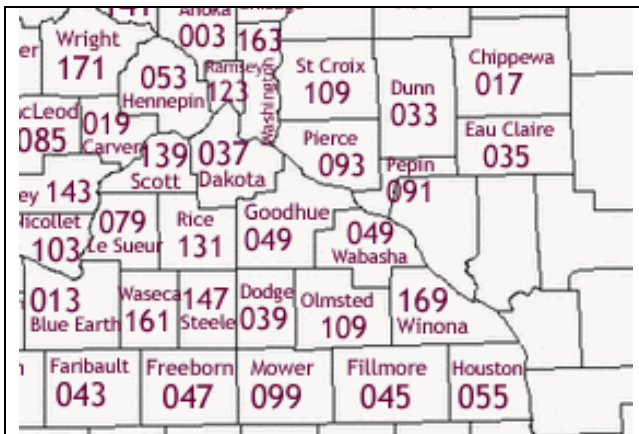 Anoka
003
Wright
171
163
Washington
053
Hennepin
Ramsey
123
St Croix
109
Dunn
033
Chippewa
017
085
019
Carver
139
Scott
037
Dakota
Pierce
093
Eau Claire
035
Pepin
091
143
103
079
Le Sueur
Rice
131
Goodhue
049
049
Wabasha
013
Blue Earth
Waseca
161
147
Steele
Dodge
039
Olmsted
109
169
Winona
Faribault
043
Freeborn
047
Mower
099
Fillmore
045
Houston
055